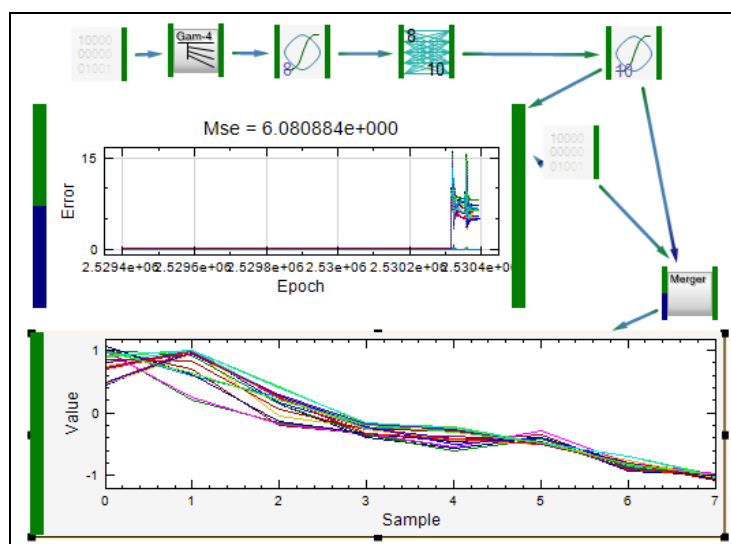 10000
00000
01001
Gam-4
8
8
10
10
Mse = 6.080884e+000
15
0
Error
2.5294e+06
2.5296e+06
2.5298e+06
2.53e+06
2.5302e+06
2.5304e+06
Epoch
10000
00000
01001
Merger
1
0
-1
Value
0 1 2 3 4 5 6 7
Sample